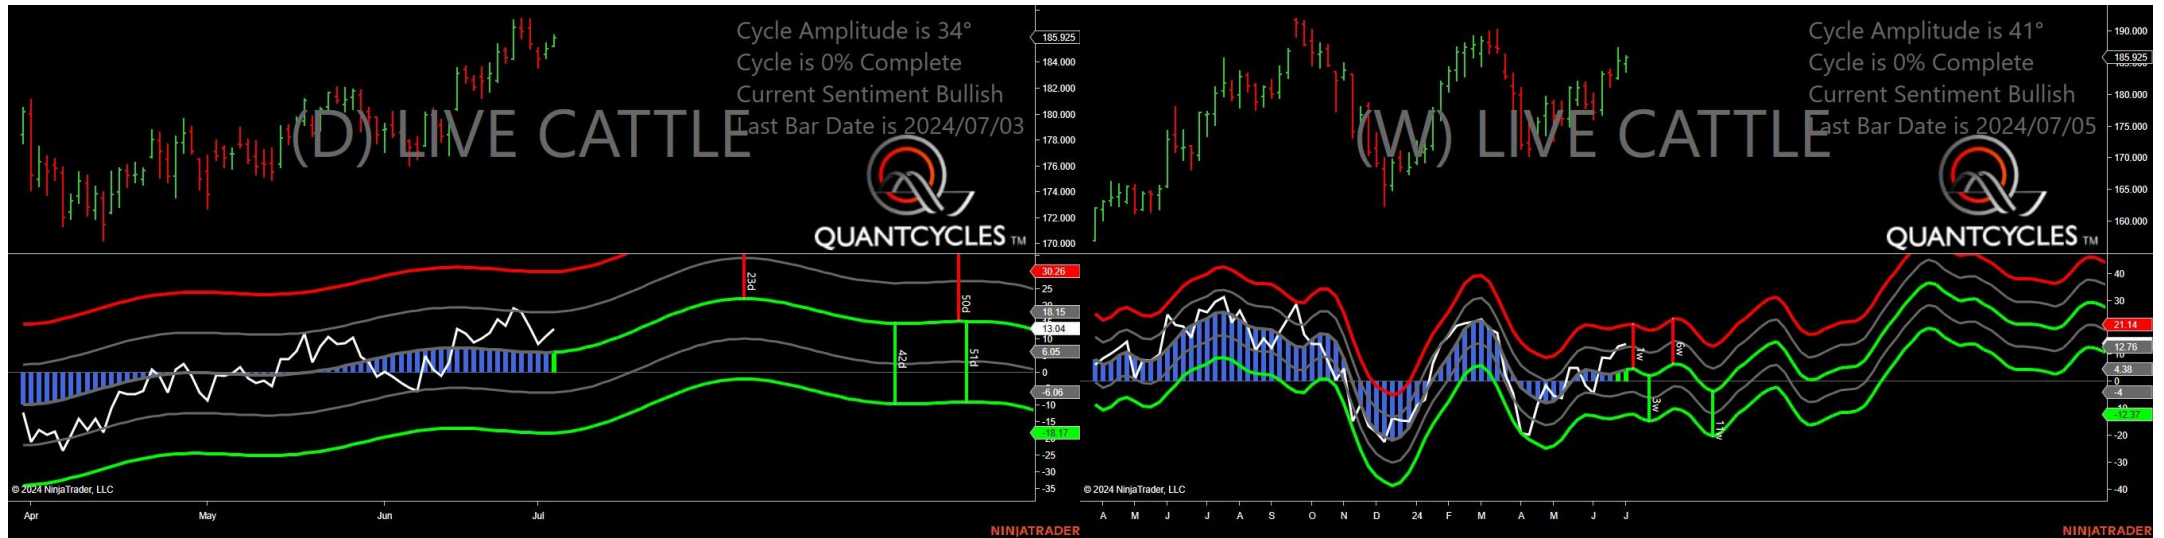 Cycle Amplitude is 34°
Cycle is 0% Complete
Current Sentiment Bullish
Last Bar Date is 2024/07/03
(D) LIVE CATTLE
QUANTCYCLES TM
185.925
184.000
182.000
180.000
178.000
176.000
174.000
172.000
170.000
23d
50d
42d
51d
30.26
25
18.15
13.04
10
6.05
0
-6.06
-10
-15
-18.17
-25
-30
-35
© 2024 NinjaTrader, LLC
Apr May Jun Jul
NINJATRADER
Cycle Amplitude is 41°
Cycle is 0% Complete
Current Sentiment Bullish
Last Bar Date is 2024/07/05
(W) LIVE CATTLE
QUANTCYCLES TM
190.000
185.925
180.000
175.000
170.000
165.000
160.000
1w
6w
3w
11w
40
30
21.14
12.76
4.38
0
-4
-12.37
-20
-30
-40
© 2024 NinjaTrader, LLC
A M J J A S O N D 24 F M A M J J
NINJATRADER